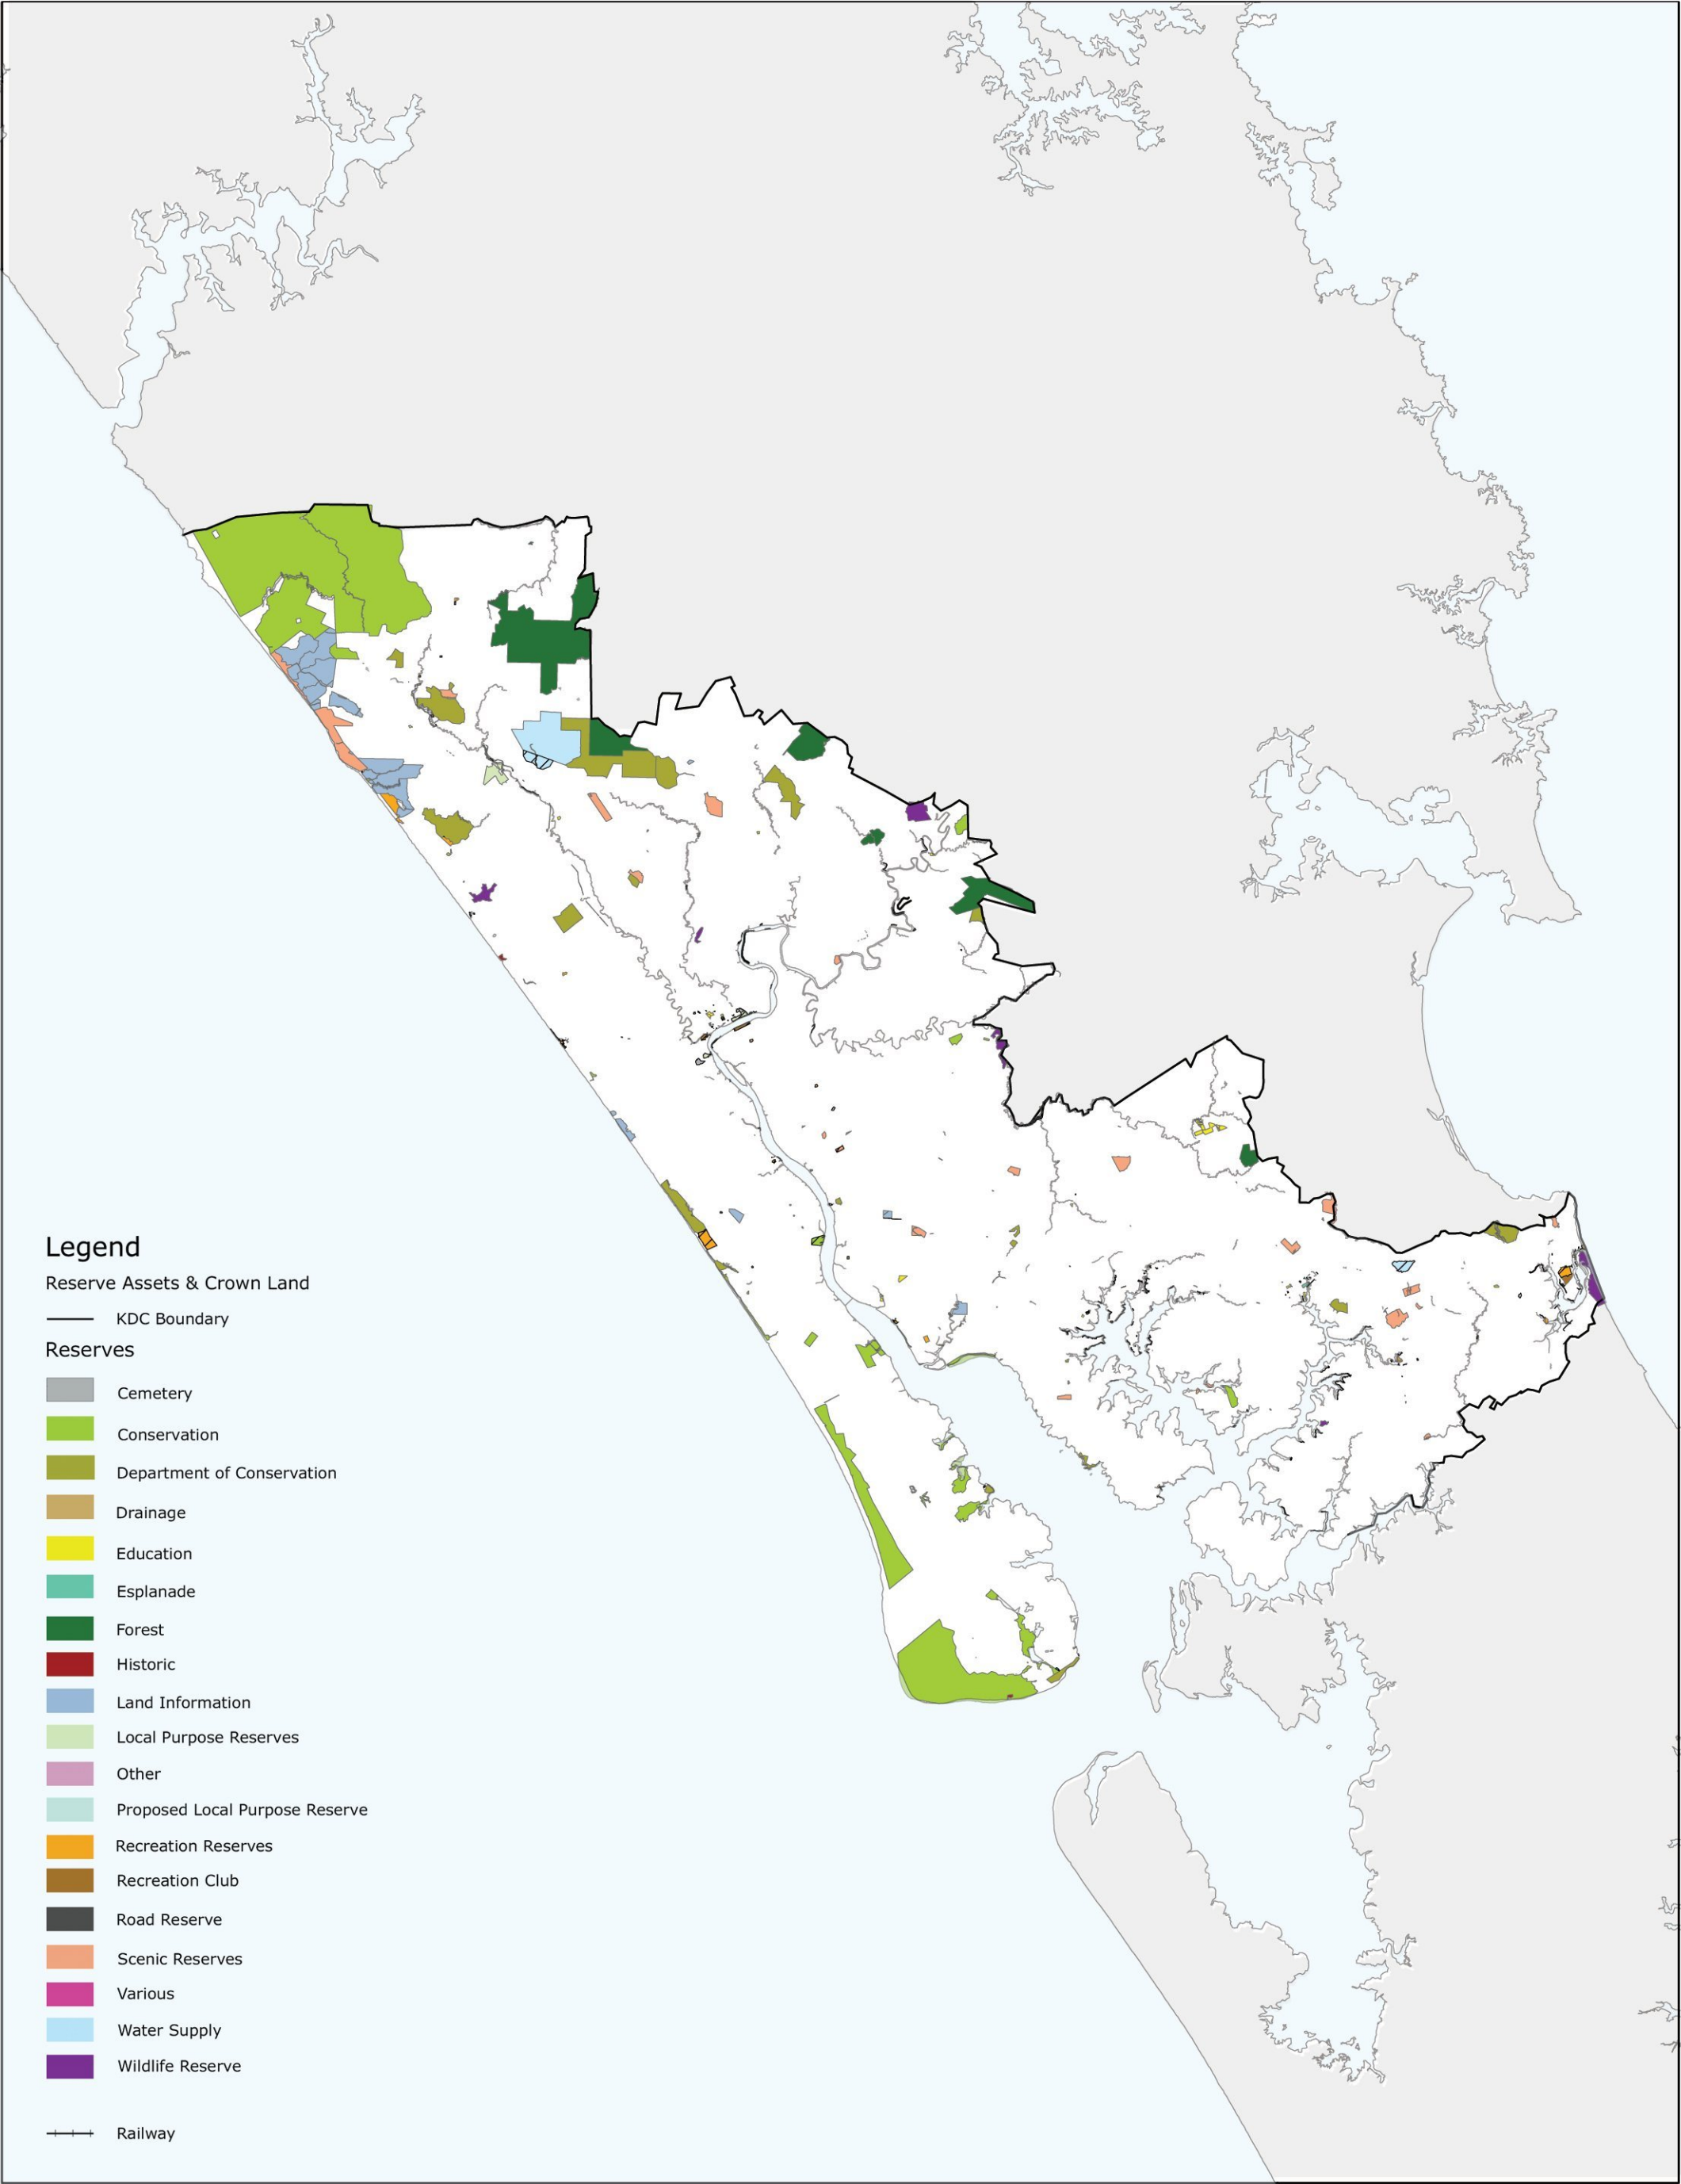 Legend
Reserve Assets & Crown Land
KDC Boundary
Reserves
Cemetery
Conservation
Department of Conservation
Drainage
Education
Esplanade
Forest
Historic
Land Information
Local Purpose Reserves
Other
Proposed Local Purpose Reserve
Recreation Reserves
Recreation Club
Road Reserve
Scenic Reserves
Various
Water Supply
Wildlife Reserve
Railway